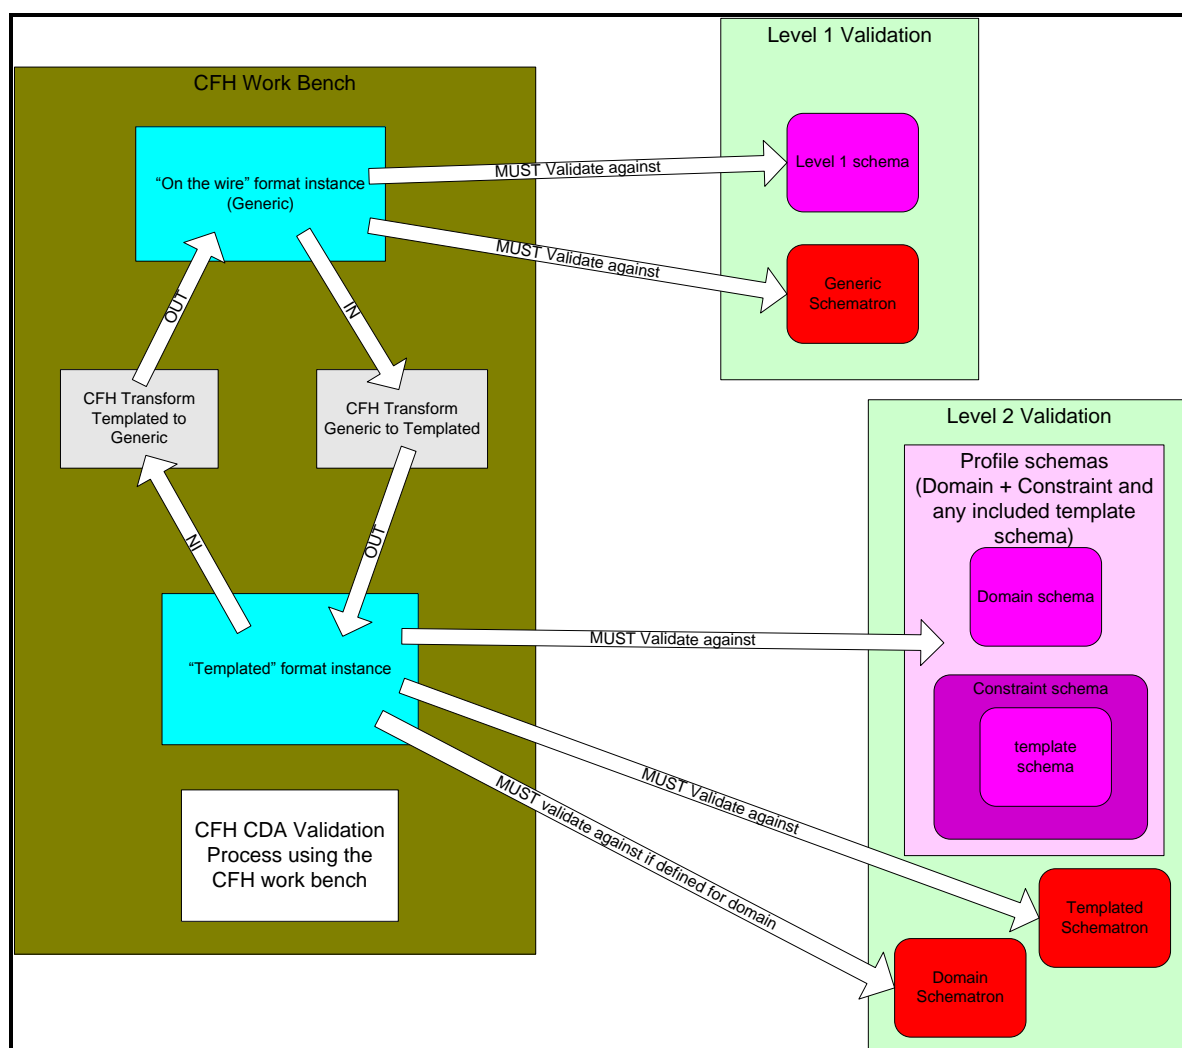 Level 1 Validation
CFH Work Bench
Level 1 schema
MUST Validate against
“On the wire” format instance
(Generic)
MUST Validate against
Generic
Schematron
OUT
IN
CFH Transform
Templated to
Generic
CFH Transform
Generic to Templated
Level 2 Validation
Profile schemas
(Domain + Constraint and
any included template
schema)
IN
OUT
Domain schema
MUST Validate against
“Templated” format instance
Constraint schema
template
schema
MUST Validate against
MUST validate against if defined for domain
CFH CDA Validation
Process using the
CFH work bench
Templated
Schematron
Domain
Schematron